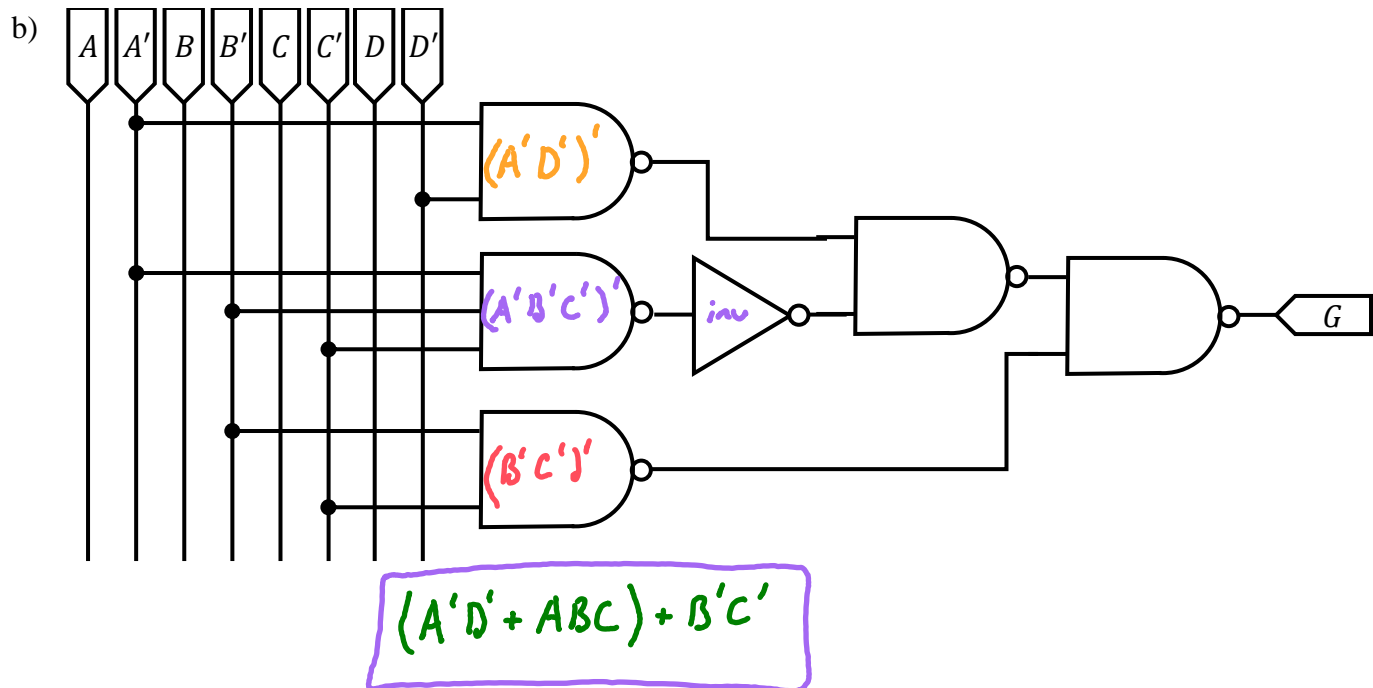 b)
A A′ B B′ C C′ D D′
(A'D')'
(A'B'C')'
inv
G
(B'C')'
(A'D' + ABC) + B'C'